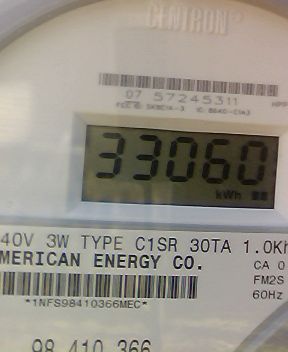 CENTRON®
07 57245311
33060
kWh
40V 3W TYPE C1SR 30TA 1.0Kh
MERICAN ENERGY CO.
CA 0
FM2S
60Hz
*1NFS98410366MEC*
98 410 366